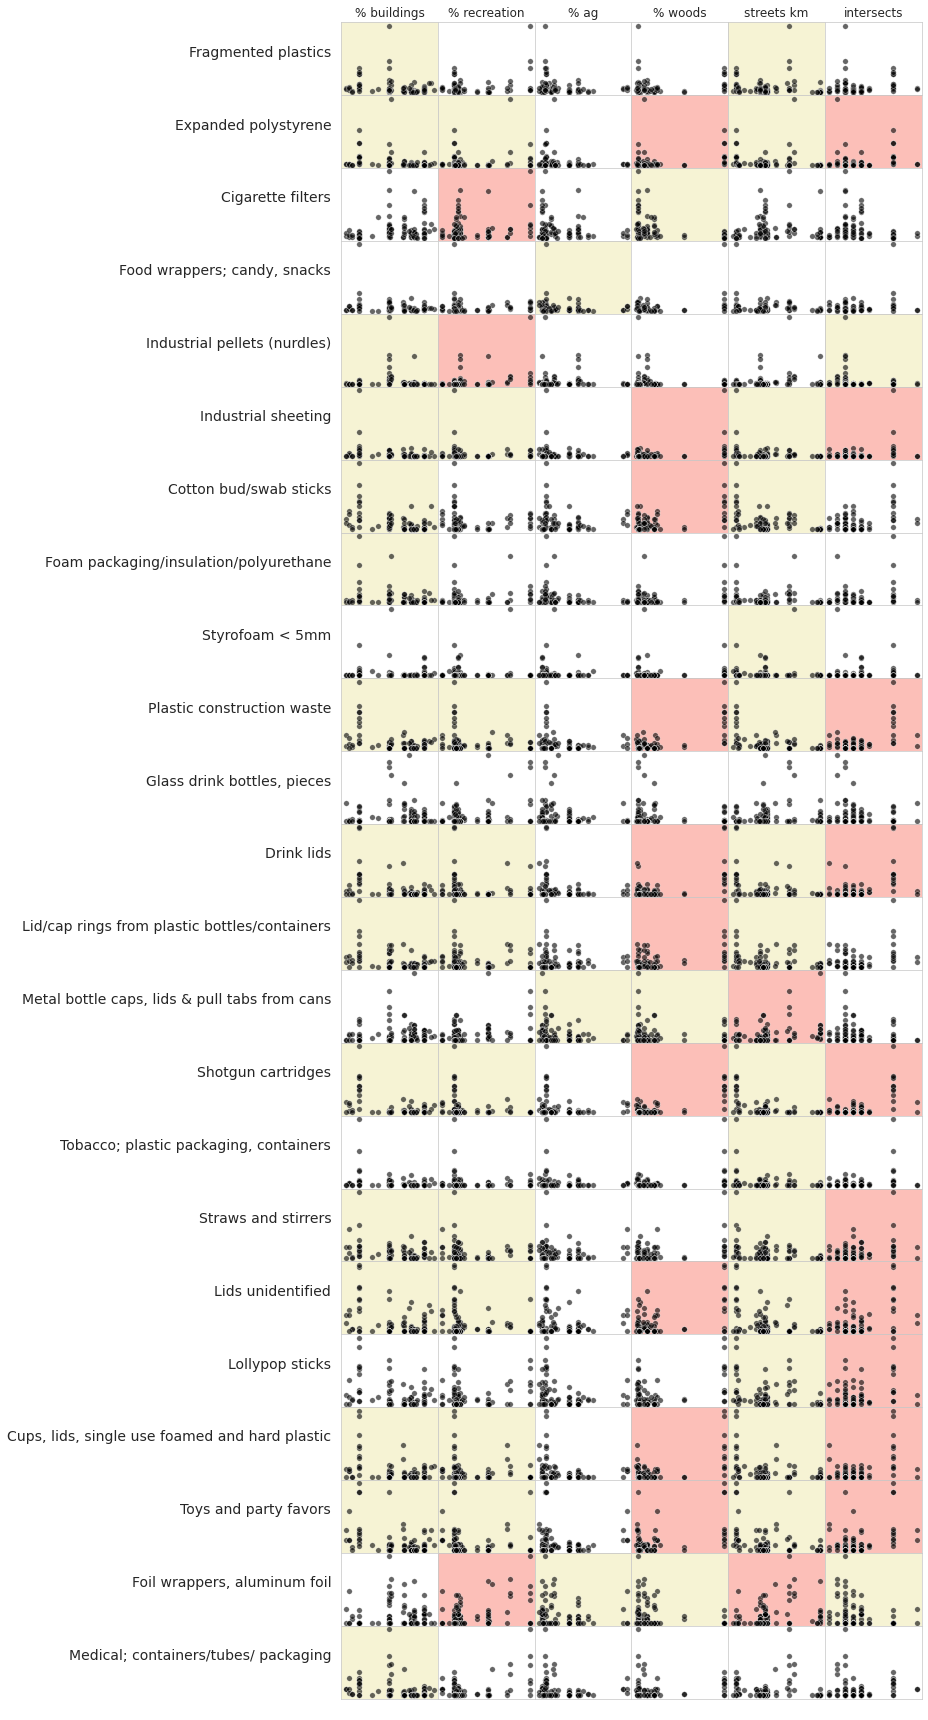 % buildings % recreation % ag % woods streets km intersects
Fragmented plastics
Expanded polystyrene
Cigarette filters
Food wrappers; candy, snacks
Industrial pellets (nurdles)
Industrial sheeting
Cotton bud/swab sticks
Foam packaging/insulation/polyurethane
Styrofoam < 5mm
Plastic construction waste
Glass drink bottles, pieces
Drink lids
Lid/cap rings from plastic bottles/containers
Metal bottle caps, lids & pull tabs from cans
Shotgun cartridges
Tobacco; plastic packaging, containers
Straws and stirrers
Lids unidentified
Lollypop sticks
Cups, lids, single use foamed and hard plastic
Toys and party favors
Foil wrappers, aluminum foil
Medical; containers/tubes/ packaging